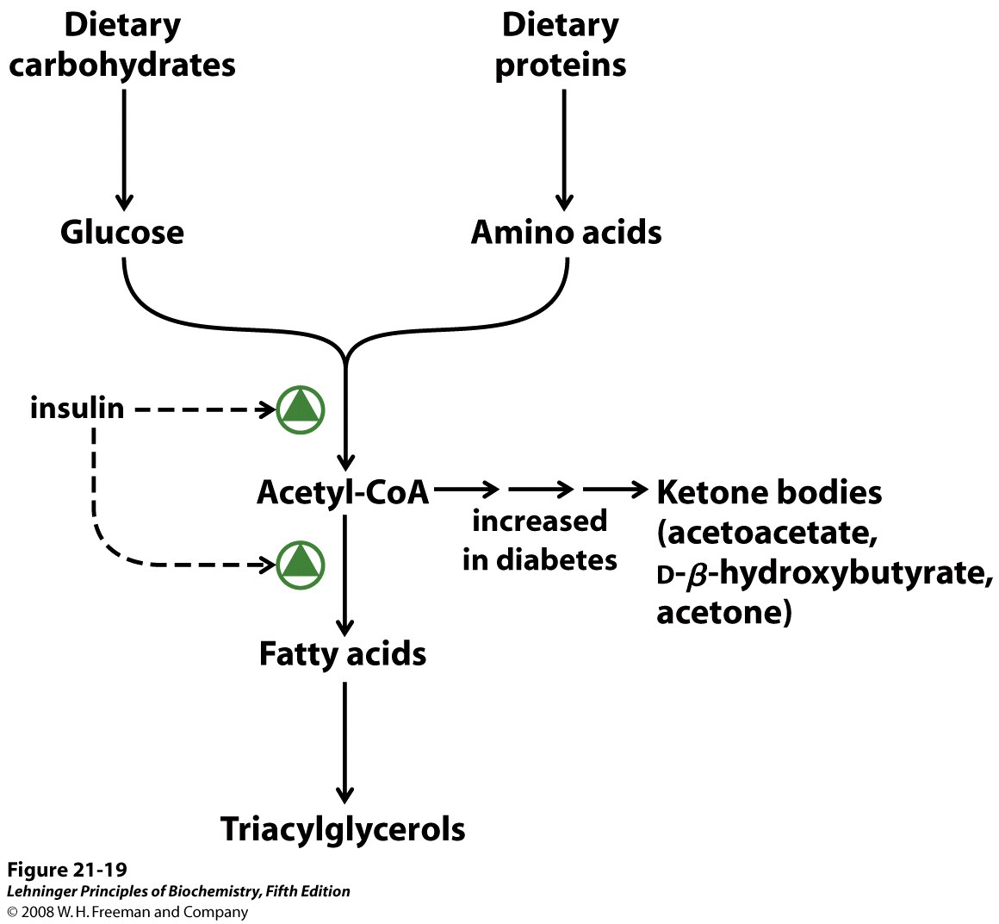 Dietary
carbohydrates
Dietary
proteins
Glucose
Amino acids
insulin
Acetyl-CoA
increased
in diabetes
Ketone bodies
(acetoacetate,
D-β-hydroxybutyrate,
acetone)
Fatty acids
Triacylglycerols
Figure 21-19
Lehninger Principles of Biochemistry, Fifth Edition
© 2008 W. H. Freeman and Company